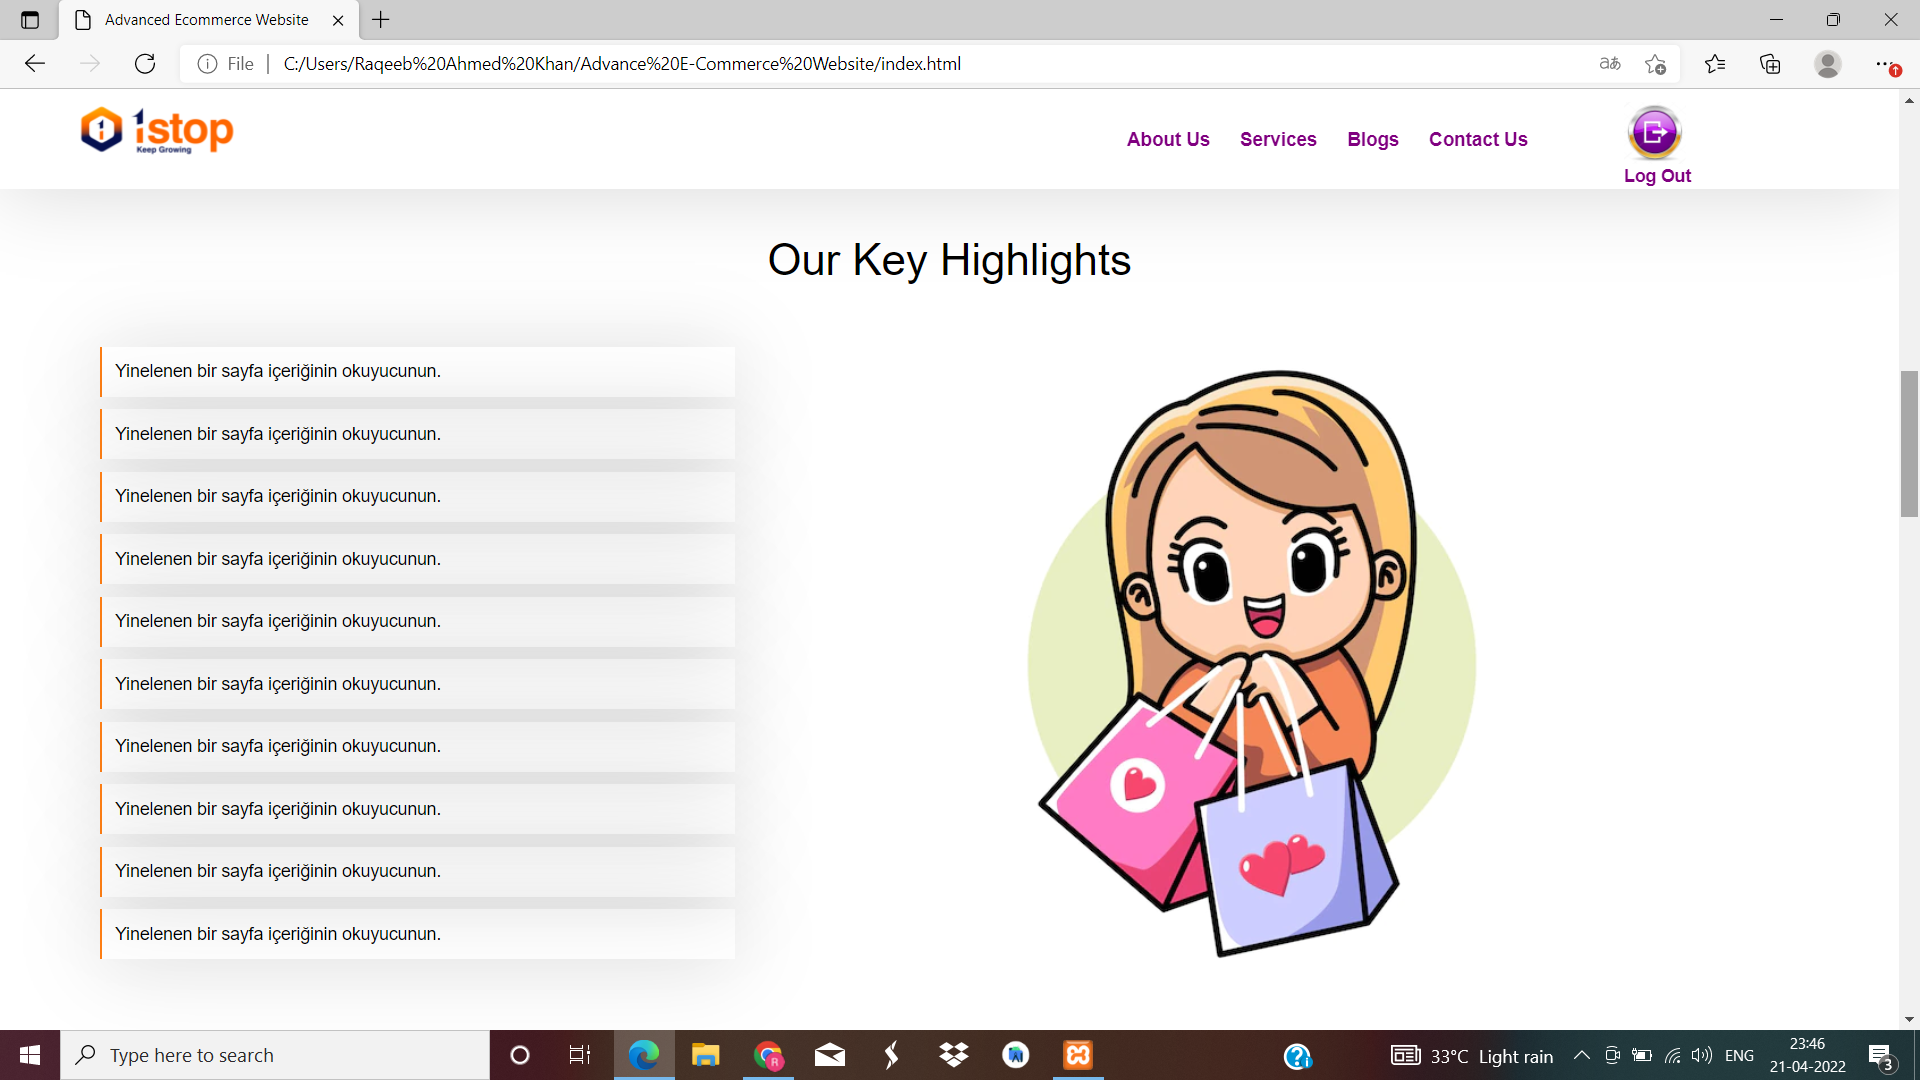 Advanced Ecommerce Website
File
C:/Users/Raqeeb%20Ahmed%20Khan/Advance%20E-Commerce%20Website/index.html
1stop
Keep Growing
About Us Services Blogs Contact Us
Log Out
Our Key Highlights
Yinelenen bir sayfa içeriğinin okuyucunun.
Yinelenen bir sayfa içeriğinin okuyucunun.
Yinelenen bir sayfa içeriğinin okuyucunun.
Yinelenen bir sayfa içeriğinin okuyucunun.
Yinelenen bir sayfa içeriğinin okuyucunun.
Yinelenen bir sayfa içeriğinin okuyucunun.
Yinelenen bir sayfa içeriğinin okuyucunun.
Yinelenen bir sayfa içeriğinin okuyucunun.
Yinelenen bir sayfa içeriğinin okuyucunun.
Yinelenen bir sayfa içeriğinin okuyucunun.
Type here to search
R
33°C Light rain
ENG
23:46
21-04-2022
3